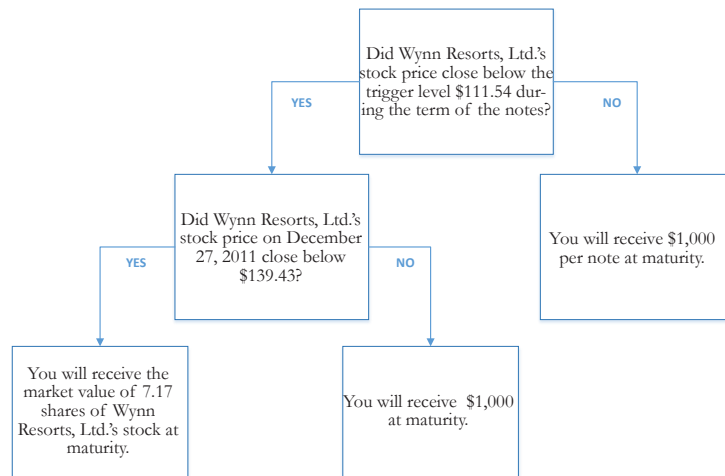 Did Wynn Resorts, Ltd.'s
stock price close below the
trigger level $111.54 dur-
ing the term of the notes?
YES
NO
Did Wynn Resorts, Ltd.'s
stock price on December
27, 2011 close below
$139.43?
You will receive $1,000
per note at maturity.
YES
NO
You will receive the
market value of 7.17
shares of Wynn
Resorts, Ltd.'s stock at
maturity.
You will receive $1,000
at maturity.